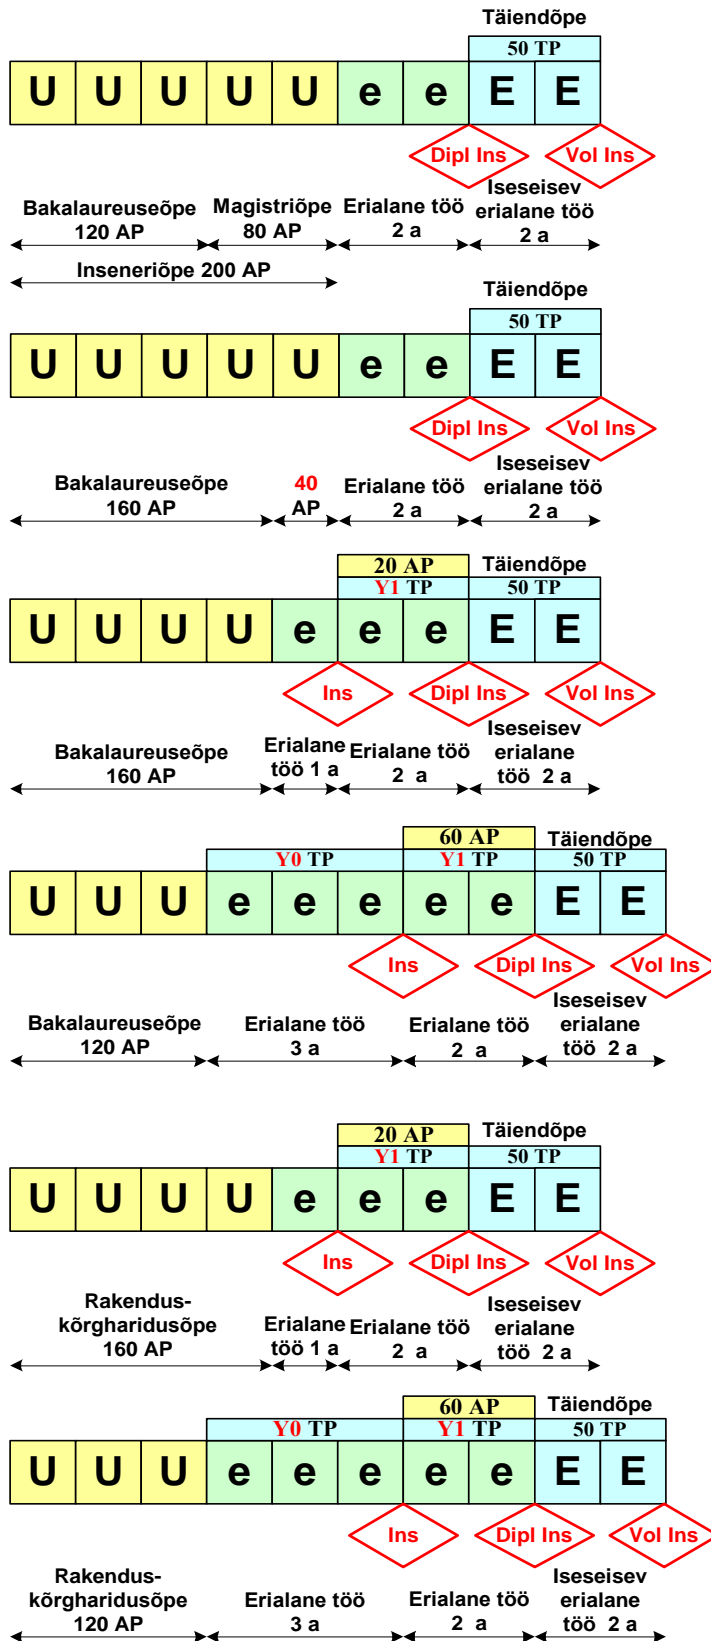 Täiendõpe
50 TP
U U U U U e e E E
Dipl Ins Vol Ins
Bakalaureuseõpe 120 AP
Magistriõpe 80 AP
Erialane töö 2 a
Iseseisev erialane töö 2 a
Inseneriõpe 200 AP
Täiendõpe
50 TP
U U U U U e e E E
Dipl Ins Vol Ins
Bakalaureuseõpe 160 AP
40 AP
Erialane töö 2 a
Iseseisev erialane töö 2 a
20 AP Täiendõpe
Y1 TP 50 TP
U U U U e e e E E
Ins Dipl Ins Vol Ins
Bakalaureuseõpe 160 AP
Erialane töö 1 a
Erialane töö 2 a
Iseseisev erialane töö 2 a
60 AP Täiendõpe
Y0 TP Y1 TP 50 TP
U U U e e e e e E E
Ins Dipl Ins Vol Ins
Bakalaureuseõpe 120 AP
Erialane töö 3 a
Erialane töö 2 a
Iseseisev erialane töö 2 a
20 AP Täiendõpe
Y1 TP 50 TP
U U U U e e e E E
Ins Dipl Ins Vol Ins
Rakendus-
kõrgharidusõpe 160 AP
Erialane töö 1 a
Erialane töö 2 a
Iseseisev erialane töö 2 a
60 AP Täiendõpe
Y0 TP Y1 TP 50 TP
U U U e e e e e E E
Ins Dipl Ins Vol Ins
Rakendus-
kõrgharidusõpe 120 AP
Erialane töö 3 a
Erialane töö 2 a
Iseseisev erialane töö 2 a